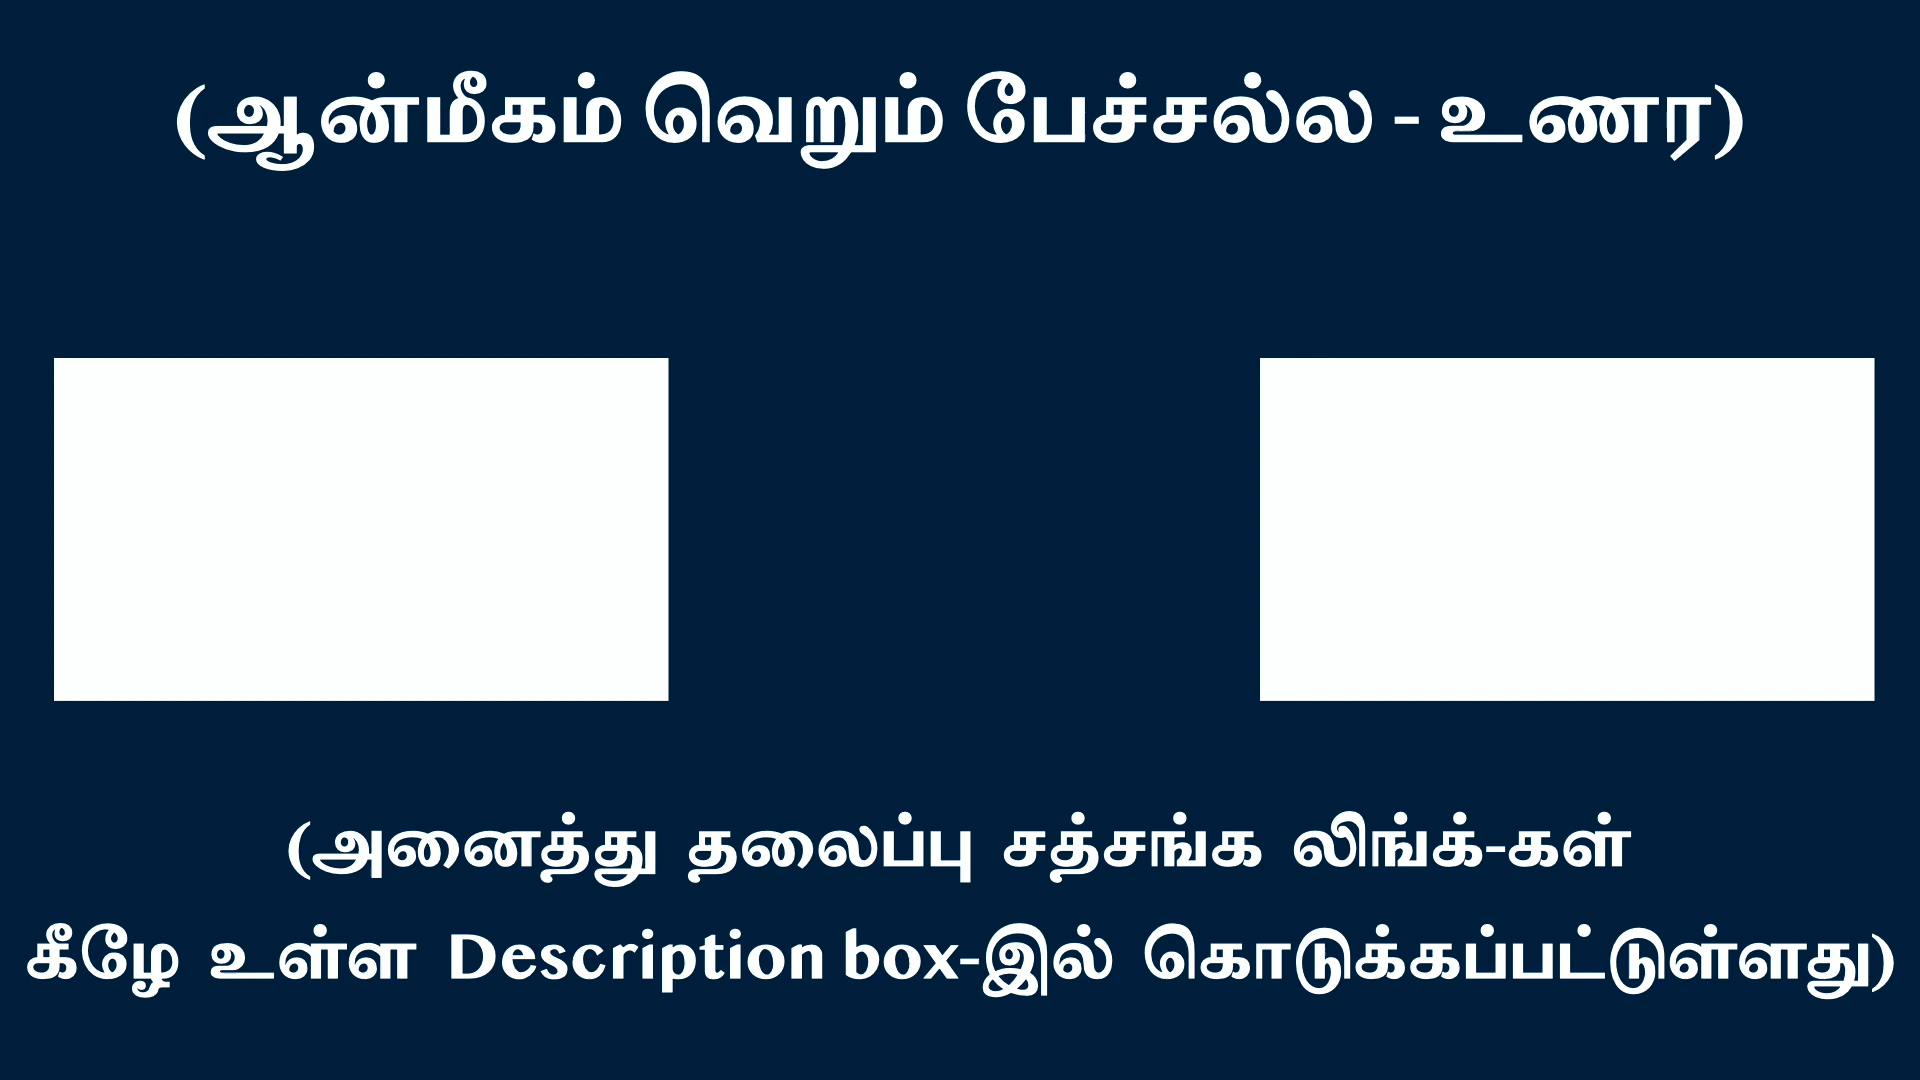 (ஆன்மீகம் வெறும் பேச்சல்ல - உணர)
(அனைத்து தலைப்பு சத்சங்க லிங்க்-கள்
கீழே உள்ள Description box-இல் கொடுக்கப்பட்டுள்ளது)